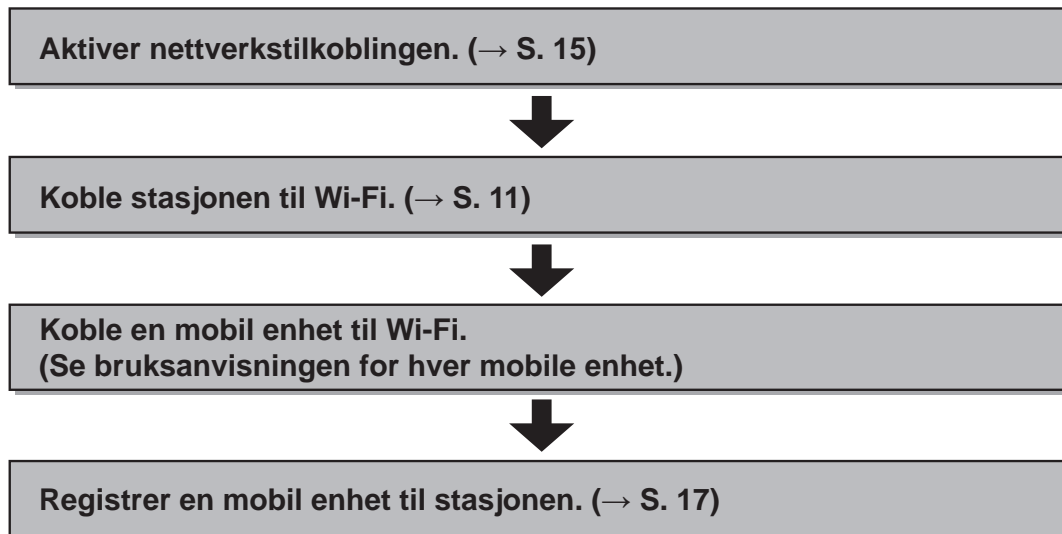 Aktiver nettverkstilkoblingen. (→ S. 15)
Koble stasjonen til Wi-Fi. (→ S. 11)
Koble en mobil enhet til Wi-Fi.
(Se bruksanvisningen for hver mobile enhet.)
Registrer en mobil enhet til stasjonen. (→ S. 17)